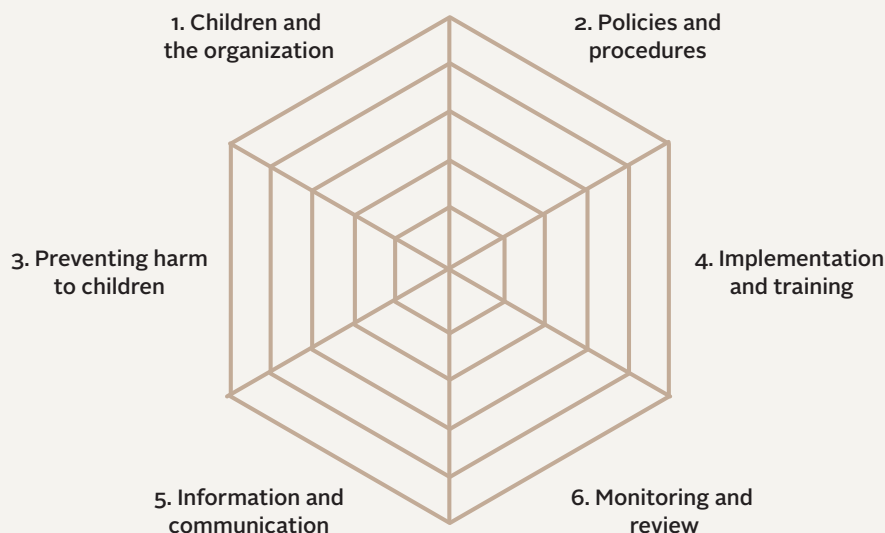 1. Children and
the organization
2. Policies and
procedures
3. Preventing harm
to children
4. Implementation
and training
5. Information and
communication
6. Monitoring and
review